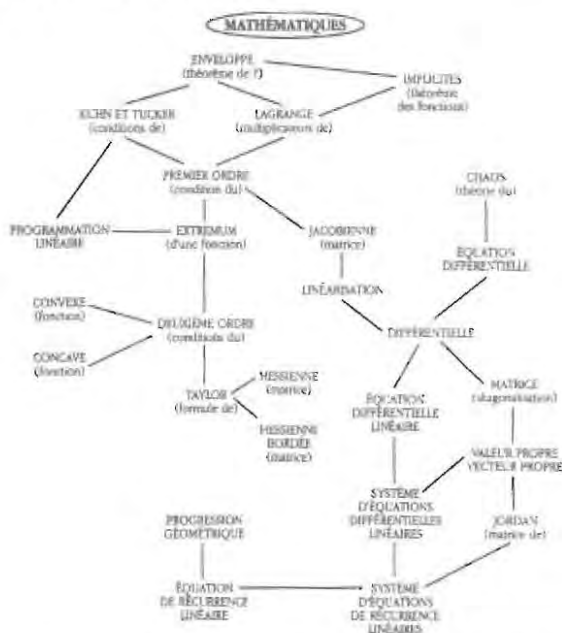 MATHÉMATIQUES
ENVELOPPE
(théorème de l')
IMPLICITES
(théorème
des fonctions)
KUHN ET TUCKER
(conditions de)
LAGRANGE
(multiplicateurs de)
PREMIER ORDRE
(condition du)
CHAOS
(théorie du)
PROGRAMMATION
LINÉAIRE
EXTREMUM
(d'une fonction)
JACOBIENNE
(matrice)
ÉQUATION
DIFFÉRENTIELLE
LINÉARISATION
CONVEXE
(fonction)
DEUXIÈME ORDRE
(conditions du)
DIFFÉRENTIELLE
CONCAVE
(fonction)
TAYLOR
(formule de)
HESSIENNE
(matrice)
HESSIENNE
BORDÉE
(matrice)
ÉQUATION
DIFFÉRENTIELLE
LINÉAIRE
MATRICE
(diagonalisation)
VALEUR PROPRE
VECTEUR PROPRE
PROGRESSION
GÉOMÉTRIQUE
SYSTÈME
D'ÉQUATIONS
DIFFÉRENTIELLES
LINÉAIRES
JORDAN
(matrice de)
ÉQUATION
DE RÉCURRENCE
LINÉAIRE
SYSTÈME
D'ÉQUATIONS
DE RÉCURRENCE
LINÉAIRES